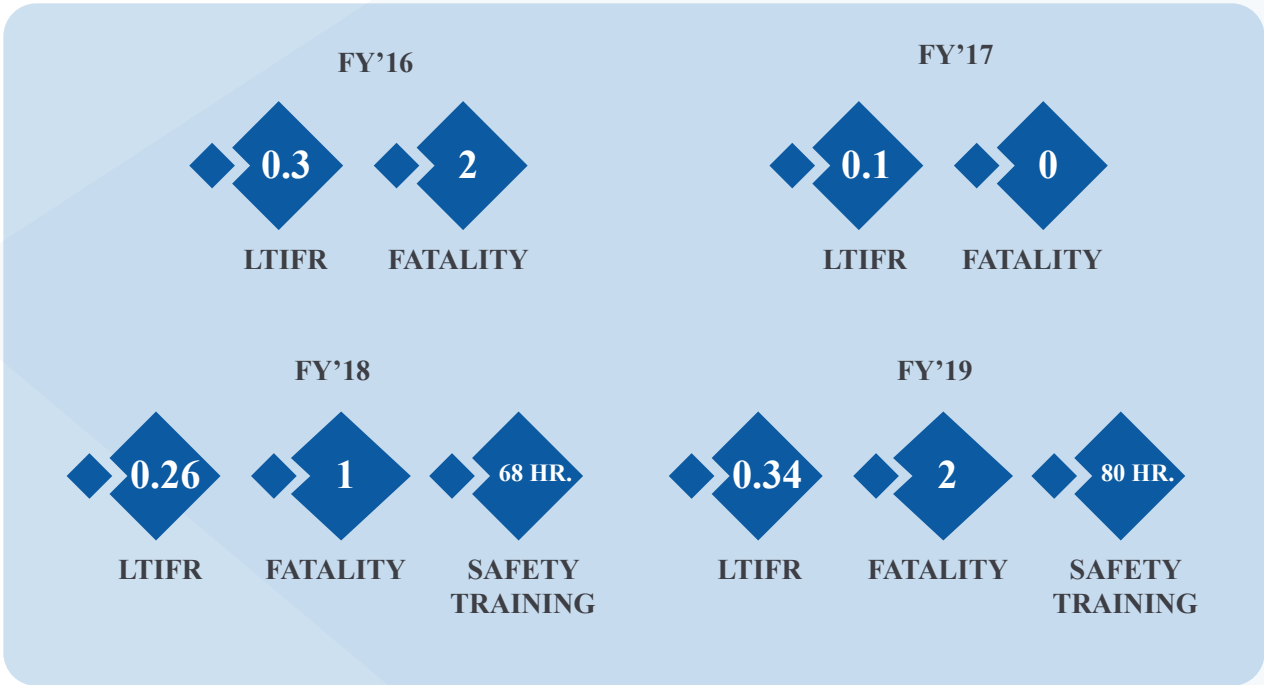 FY’16
0.3
2
LTIFR
FATALITY
FY’17
0.1
0
LTIFR
FATALITY
FY’18
0.26
1
68 HR.
LTIFR
FATALITY
SAFETY
TRAINING
FY’19
0.34
2
80 HR.
LTIFR
FATALITY
SAFETY
TRAINING